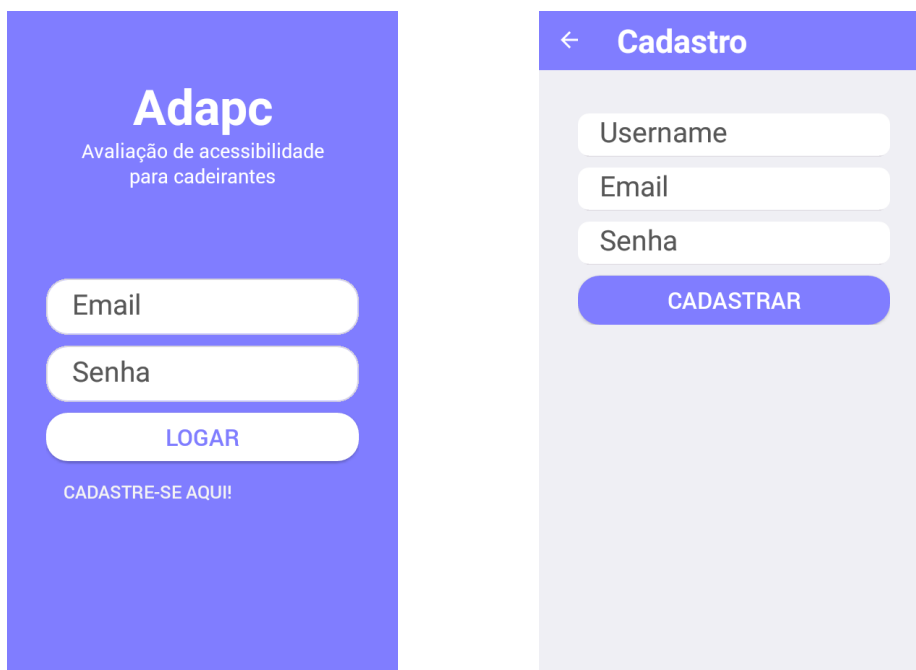 Adapc
Avaliação de acessibilidade
para cadeirantes
Email
Senha
LOGAR
CADASTRE-SE AQUI!
Cadastro
Username
Email
Senha
CADASTRAR